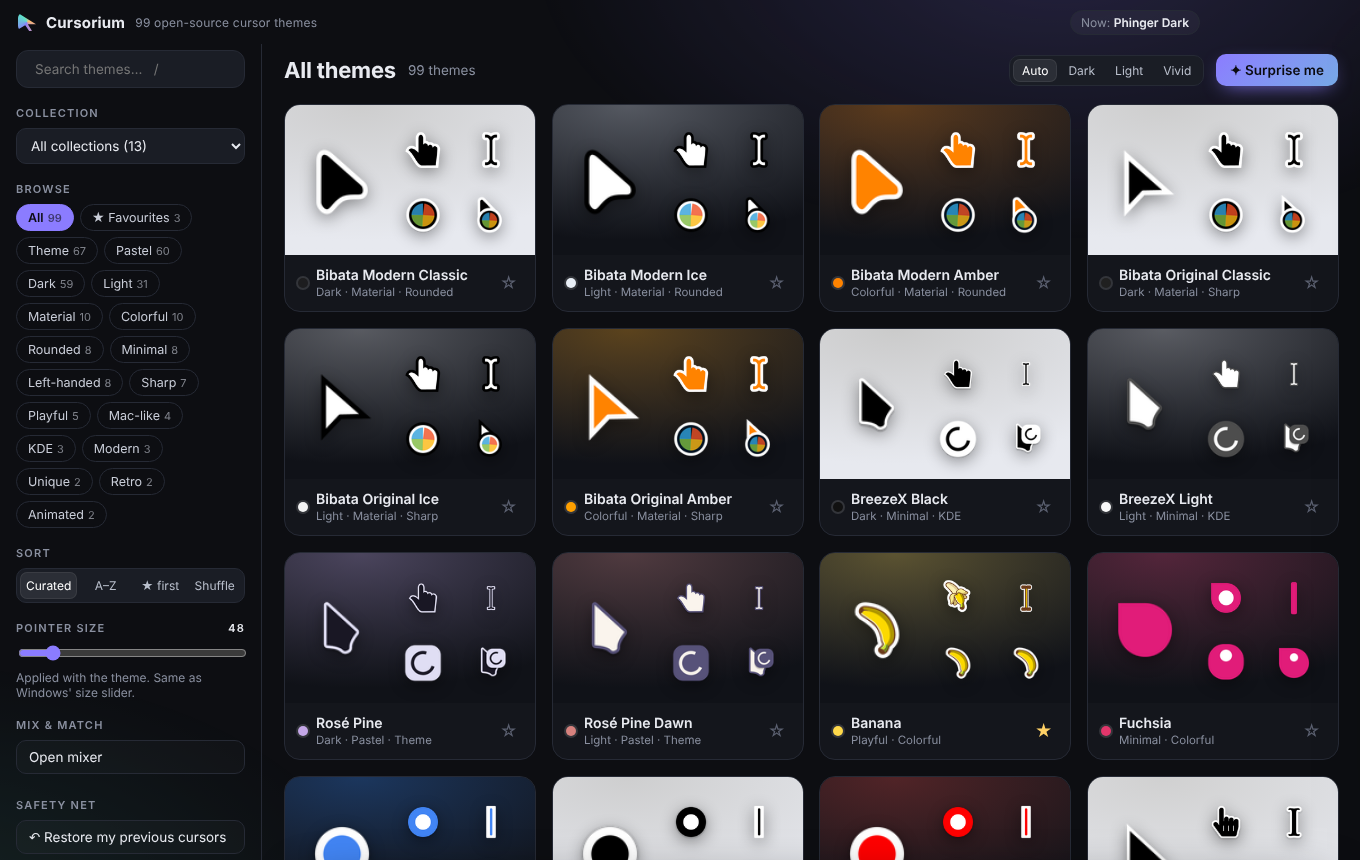 Cursorium 99 open-source cursor themes
Now: Phinger Dark
Search themes... /
COLLECTION
All collections (13)
BROWSE
All 99
★ Favourites 3
Theme 67
Pastel 60
Dark 59
Light 31
Material 10
Colorful 10
Rounded 8
Minimal 8
Left-handed 8
Sharp 7
Playful 5
Mac-like 4
KDE 3
Modern 3
Unique 2
Retro 2
Animated 2
SORT
Curated A–Z ★ first Shuffle
POINTER SIZE 48
Applied with the theme. Same as
Windows' size slider.
MIX & MATCH
Open mixer
SAFETY NET
↶ Restore my previous cursors
All themes 99 themes
Auto Dark Light Vivid
✦ Surprise me
Bibata Modern Classic
Dark · Material · Rounded
Bibata Modern Ice
Light · Material · Rounded
Bibata Modern Amber
Colorful · Material · Rounded
Bibata Original Classic
Dark · Material · Sharp
Bibata Original Ice
Light · Material · Sharp
Bibata Original Amber
Colorful · Material · Sharp
BreezeX Black
Dark · Minimal · KDE
BreezeX Light
Light · Minimal · KDE
Rosé Pine
Dark · Pastel · Theme
Rosé Pine Dawn
Light · Pastel · Theme
Banana
Playful · Colorful
Fuchsia
Minimal · Colorful